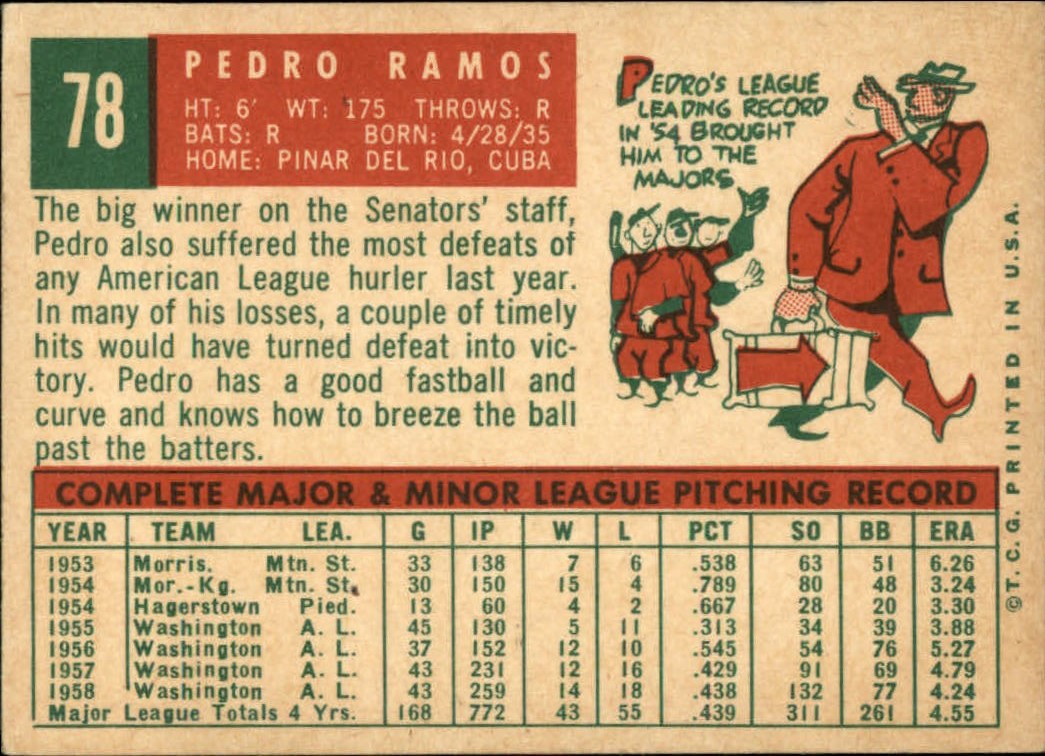 78
PEDRO RAMOS
HT: 6' WT: 175 THROWS: R
BATS: R BORN: 4/28/35
HOME: PINAR DEL RIO, CUBA
The big winner on the Senators' staff,
Pedro also suffered the most defeats of
any American League hurler last year.
In many of his losses, a couple of timely
hits would have turned defeat into vic-
tory. Pedro has a good fastball and
curve and knows how to breeze the ball
past the batters.
PEDRO'S LEAGUE
LEADING RECORD
IN '54 BROUGHT
HIM TO THE
MAJORS
COMPLETE MAJOR & MINOR LEAGUE PITCHING RECORD
YEAR TEAM LEA. G IP W L PCT SO BB ERA
1953 Morris. Mtn. St. 33 138 7 6 .538 63 51 6.26
1954 Mor.-Kg. Mtn. St. 30 150 15 4 .789 80 48 3.24
1954 Hagerstown Pied. 13 60 4 2 .667 28 20 3.30
1955 Washington A. L. 45 130 5 11 .313 34 39 3.88
1956 Washington A. L. 37 152 12 10 .545 54 76 5.27
1957 Washington A. L. 43 231 12 16 .429 91 69 4.79
1958 Washington A. L. 43 259 14 18 .438 132 77 4.24
Major League Totals 4 Yrs. 168 772 43 55 .439 311 261 4.55
©T. C. G. PRINTED IN U.S.A.